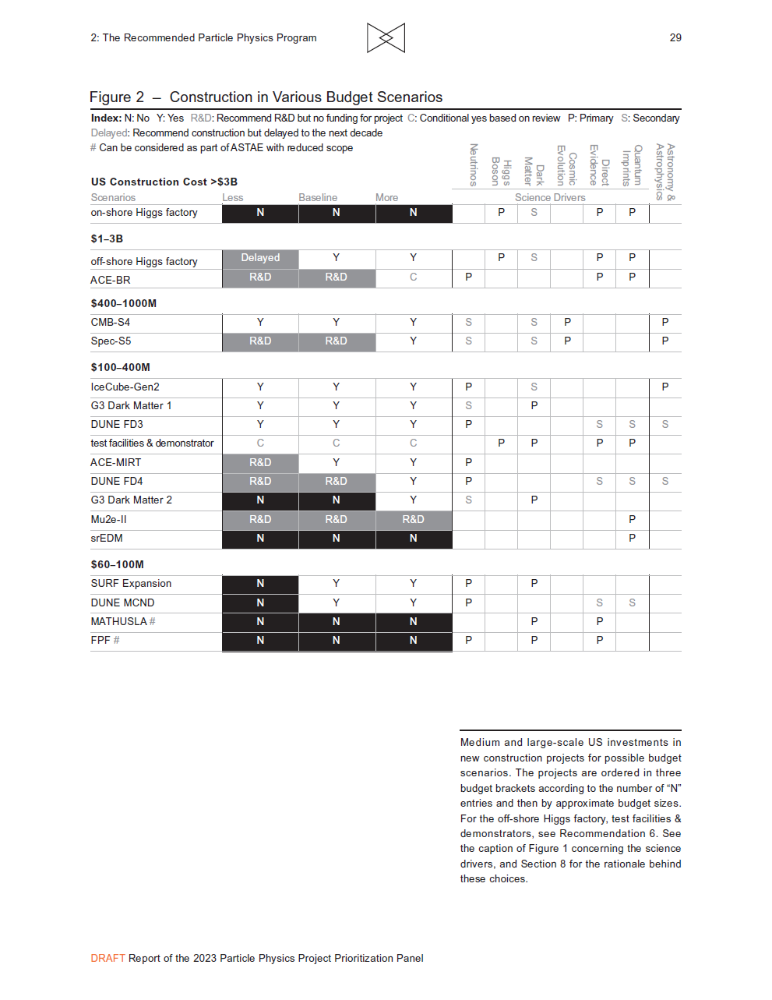 2: The Recommended Particle Physics Program
29
Figure 2 – Construction in Various Budget Scenarios
Index: N: No Y: Yes R&D: Recommend R&D but no funding for project C: Conditional yes based on review P: Primary S: Secondary
Delayed: Recommend construction but delayed to the next decade
# Can be considered as part of ASTAE with reduced scope
Neutrinos
Higgs
Boson
Dark
Matter
Cosmic
Evolution
Direct
Evidence
Quantum
Imprints
Astronomy &
Astrophysics
US Construction Cost >$3B
Scenarios Less Baseline More Science Drivers
on-shore Higgs factory N N N P S P P
$1–3B
off-shore Higgs factory Delayed Y Y P S P P
ACE-BR R&D R&D C P P P
$400–1000M
CMB-S4 Y Y Y S S P P
Spec-S5 R&D R&D Y S S P P
$100–400M
IceCube-Gen2 Y Y Y P S P
G3 Dark Matter 1 Y Y Y S P
DUNE FD3 Y Y Y P S S S
test facilities & demonstrator C C C P P P P
ACE-MIRT R&D Y Y P
DUNE FD4 R&D R&D Y P S S S
G3 Dark Matter 2 N N Y S P
Mu2e-II R&D R&D R&D P
srEDM N N N P
$60–100M
SURF Expansion N Y Y P P
DUNE MCND N Y Y P S S
MATHUSLA # N N N P P
FPF # N N N P P P
Medium and large-scale US investments in
new construction projects for possible budget
scenarios. The projects are ordered in three
budget brackets according to the number of “N”
entries and then by approximate budget sizes.
For the off-shore Higgs factory, test facilities &
demonstrators, see Recommendation 6. See
the caption of Figure 1 concerning the science
drivers, and Section 8 for the rationale behind
these choices.
DRAFT Report of the 2023 Particle Physics Project Prioritization Panel